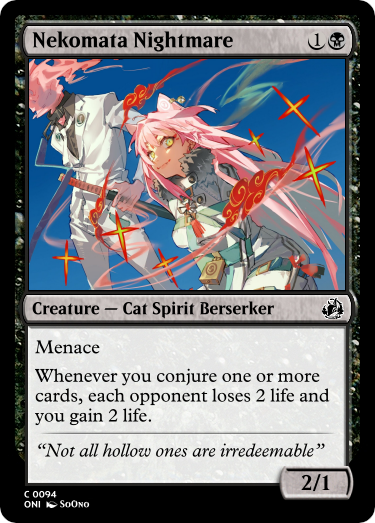 Nekomata Nightmare 1
Creature — Cat Spirit Berserker
Menace
Whenever you conjure one or more
cards, each opponent loses 2 life and
you gain 2 life.
“Not all hollow ones are irredeemable”
2/1
C 0094
ONI SoOno